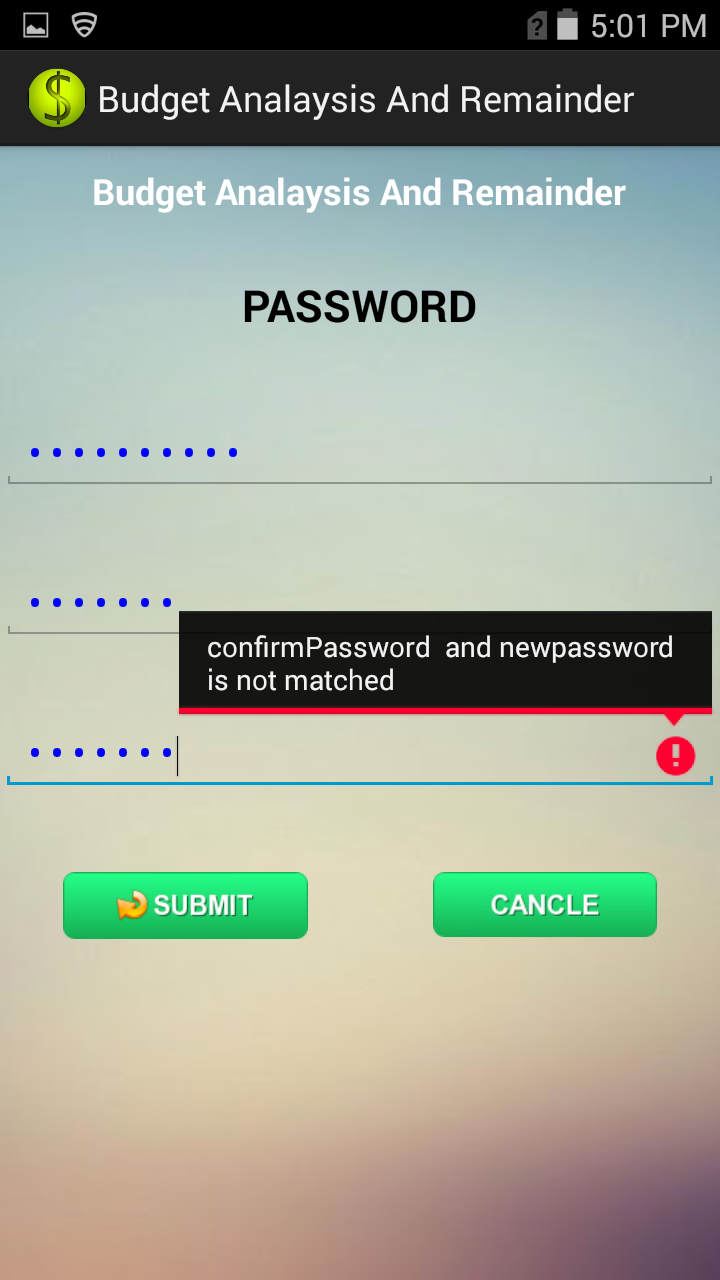 5:01 PM
Budget Analaysis And Remainder
Budget Analaysis And Remainder
PASSWORD
confirmPassword  and newpassword
is not matched
SUBMIT
CANCLE